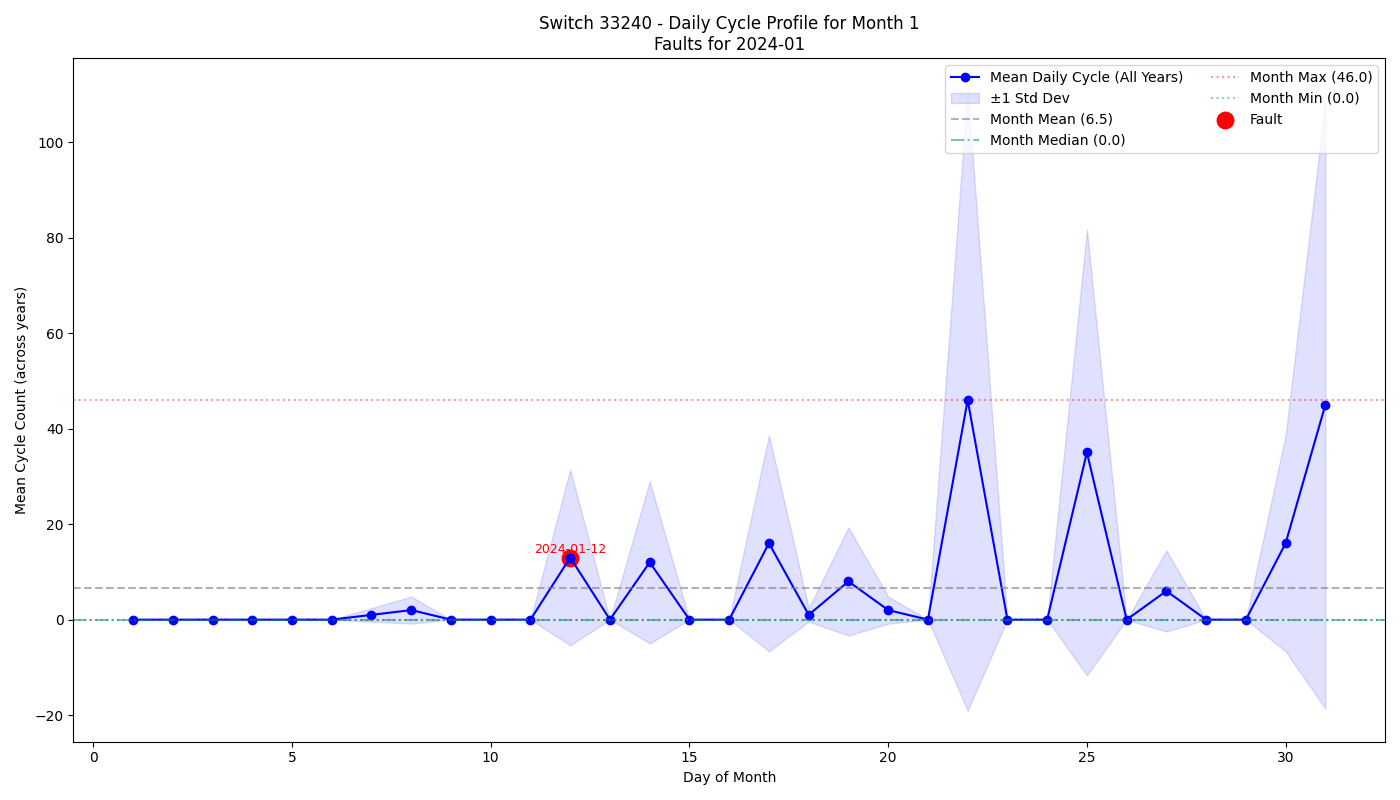 Switch 33240 - Daily Cycle Profile for Month 1
Faults for 2024-01
Mean Daily Cycle (All Years)
±1 Std Dev
Month Mean (6.5)
Month Median (0.0)
Month Max (46.0)
Month Min (0.0)
Fault
Mean Cycle Count (across years)
100
80
60
40
20
0
−20
2024-01-12
0
5
10
15
20
25
30
Day of Month